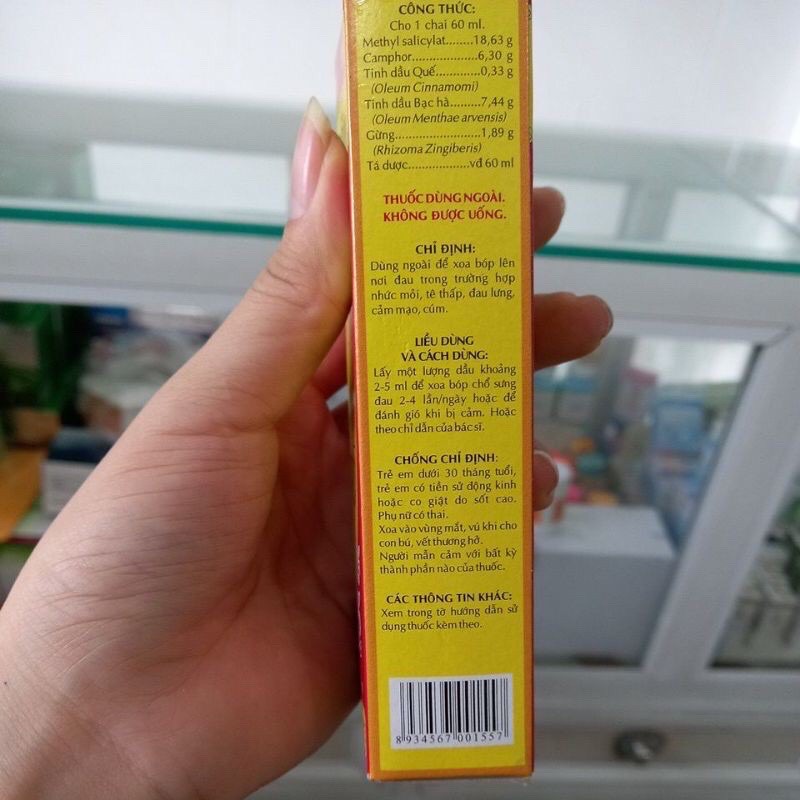 CÔNG THỨC:
Cho 1 chai 60 ml.
Methyl salicylat........18,63 g
Camphor...................6,30 g
Tinh dầu Quế.............0,33 g
(Oleum Cinnamomi)
Tinh dầu Bạc hà.........7,44 g
(Oleum Menthae arvensis)
Gừng.........................1,89 g
(Rhizoma Zingiberis)
Tá dược..................vđ 60 ml
THUỐC DÙNG NGOÀI.
KHÔNG ĐƯỢC UỐNG.
CHỈ ĐỊNH:
Dùng ngoài để xoa bóp lên
nơi đau trong trường hợp
nhức mỏi, tê thấp, đau lưng,
cảm mạo, cúm.
LIỀU DÙNG
VÀ CÁCH DÙNG:
Lấy một lượng dầu khoảng
2-5 ml để xoa bóp chỗ sưng
đau 2-4 lần/ngày hoặc để
đánh gió khi bị cảm. Hoặc
theo chỉ dẫn của bác sĩ.
CHỐNG CHỈ ĐỊNH:
Trẻ em dưới 30 tháng tuổi,
trẻ em có tiền sử động kinh
hoặc co giật do sốt cao.
Phụ nữ có thai.
Xoa vào vùng mắt, vú khi cho
con bú, vết thương hở.
Người mẫn cảm với bất kỳ
thành phần nào của thuốc.
CÁC THÔNG TIN KHÁC:
Xem trong tờ hướng dẫn sử
dụng thuốc kèm theo.
8 934567 001557